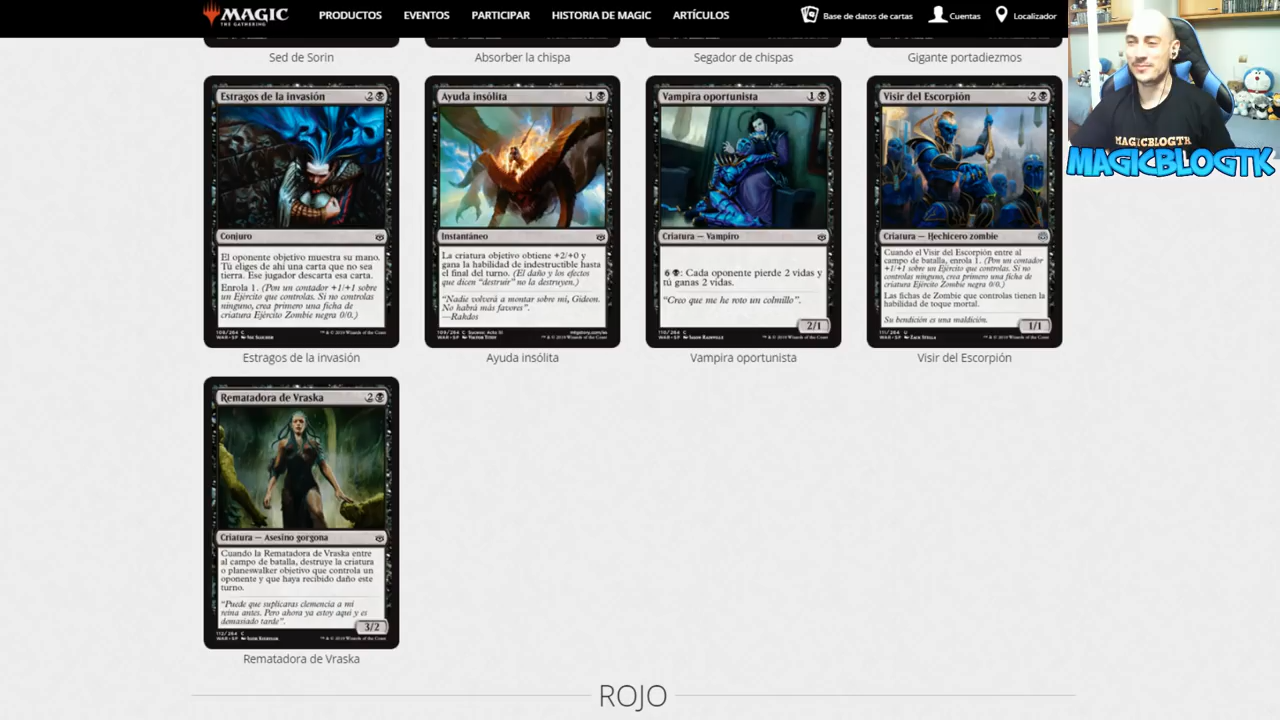 MAGIC
THE GATHERING
PRODUCTOS
EVENTOS
PARTICIPAR
HISTORIA DE MAGIC
ARTÍCULOS
Base de datos de cartas
Cuentas
Localizador
Sed de Sorin
Absorber la chispa
Segador de chispas
Gigante portadiezmos
MAGICBLOGTK
MAGICBLOGTK
Estragos de la invasión 2
Conjuro
El oponente objetivo muestra su mano.
Tú eliges de ahí una carta que no sea
tierra. Ese jugador descarta esa carta.
Enrola 1. (Pon un contador +1/+1 sobre
un Ejército que controlas. Si no controlas
ninguno, crea primero una ficha de
criatura Ejército Zombie negra 0/0.)
Estragos de la invasión
Ayuda insólita 1
Instantáneo
La criatura objetivo obtiene +2/+0 y
gana la habilidad de indestructible hasta
el final del turno. (El daño y los efectos
que dicen "destruir" no la destruyen.)
"Nadie volverá a montar sobre mí, Gideon.
No habrá más favores".
—Rakdos
Ayuda insólita
Vampira oportunista 1
Criatura — Vampiro
6: Cada oponente pierde 2 vidas y
tú ganas 2 vidas.
"Creo que me he roto un colmillo".
2/1
Vampira oportunista
Visir del Escorpión 2
Criatura — Hechicero zombie
Cuando el Visir del Escorpión entre al
campo de batalla, enrola 1. (Pon un contador
+1/+1 sobre un Ejército que controlas. Si no
controlas ninguno, crea primero una ficha de
criatura Ejército Zombie negra 0/0.)
Las fichas de Zombie que controlas tienen la
habilidad de toque mortal.
Su bendición es una maldición.
1/1
Visir del Escorpión
Rematadora de Vraska 2
Criatura — Asesino gorgona
Cuando la Rematadora de Vraska entre
al campo de batalla, destruye la criatura
o planeswalker objetivo que controla un
oponente y que haya recibido daño este
turno.
"Puede que suplicaras clemencia a mi
reina antes. Pero ahora ya estoy aquí y es
demasiado tarde".
3/2
Rematadora de Vraska
ROJO